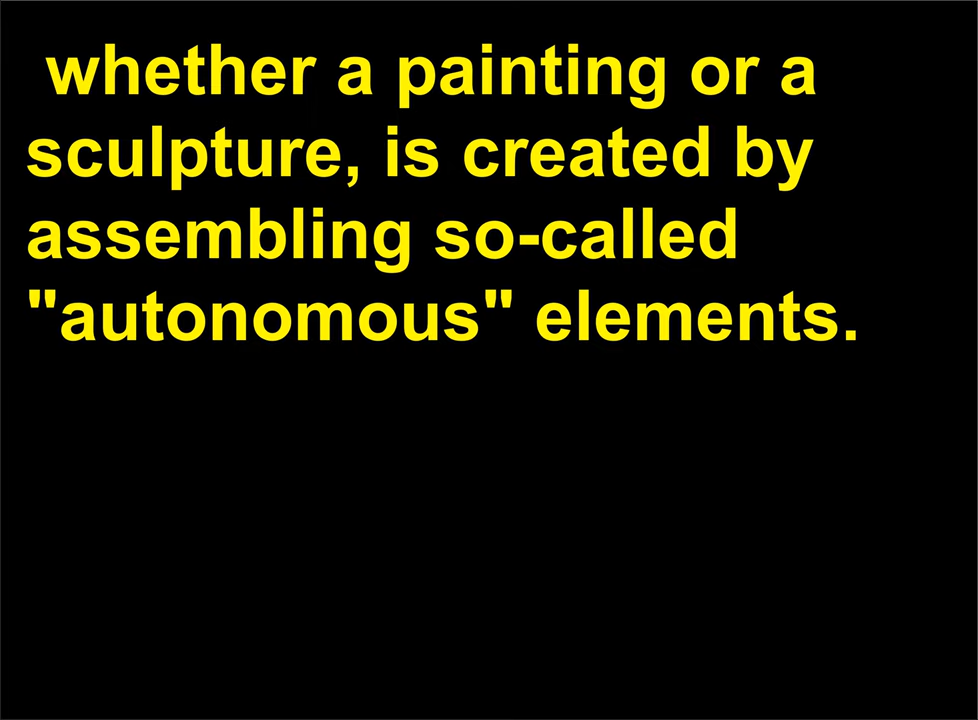 whether a painting or a
sculpture, is created by
assembling so-called
"autonomous" elements.